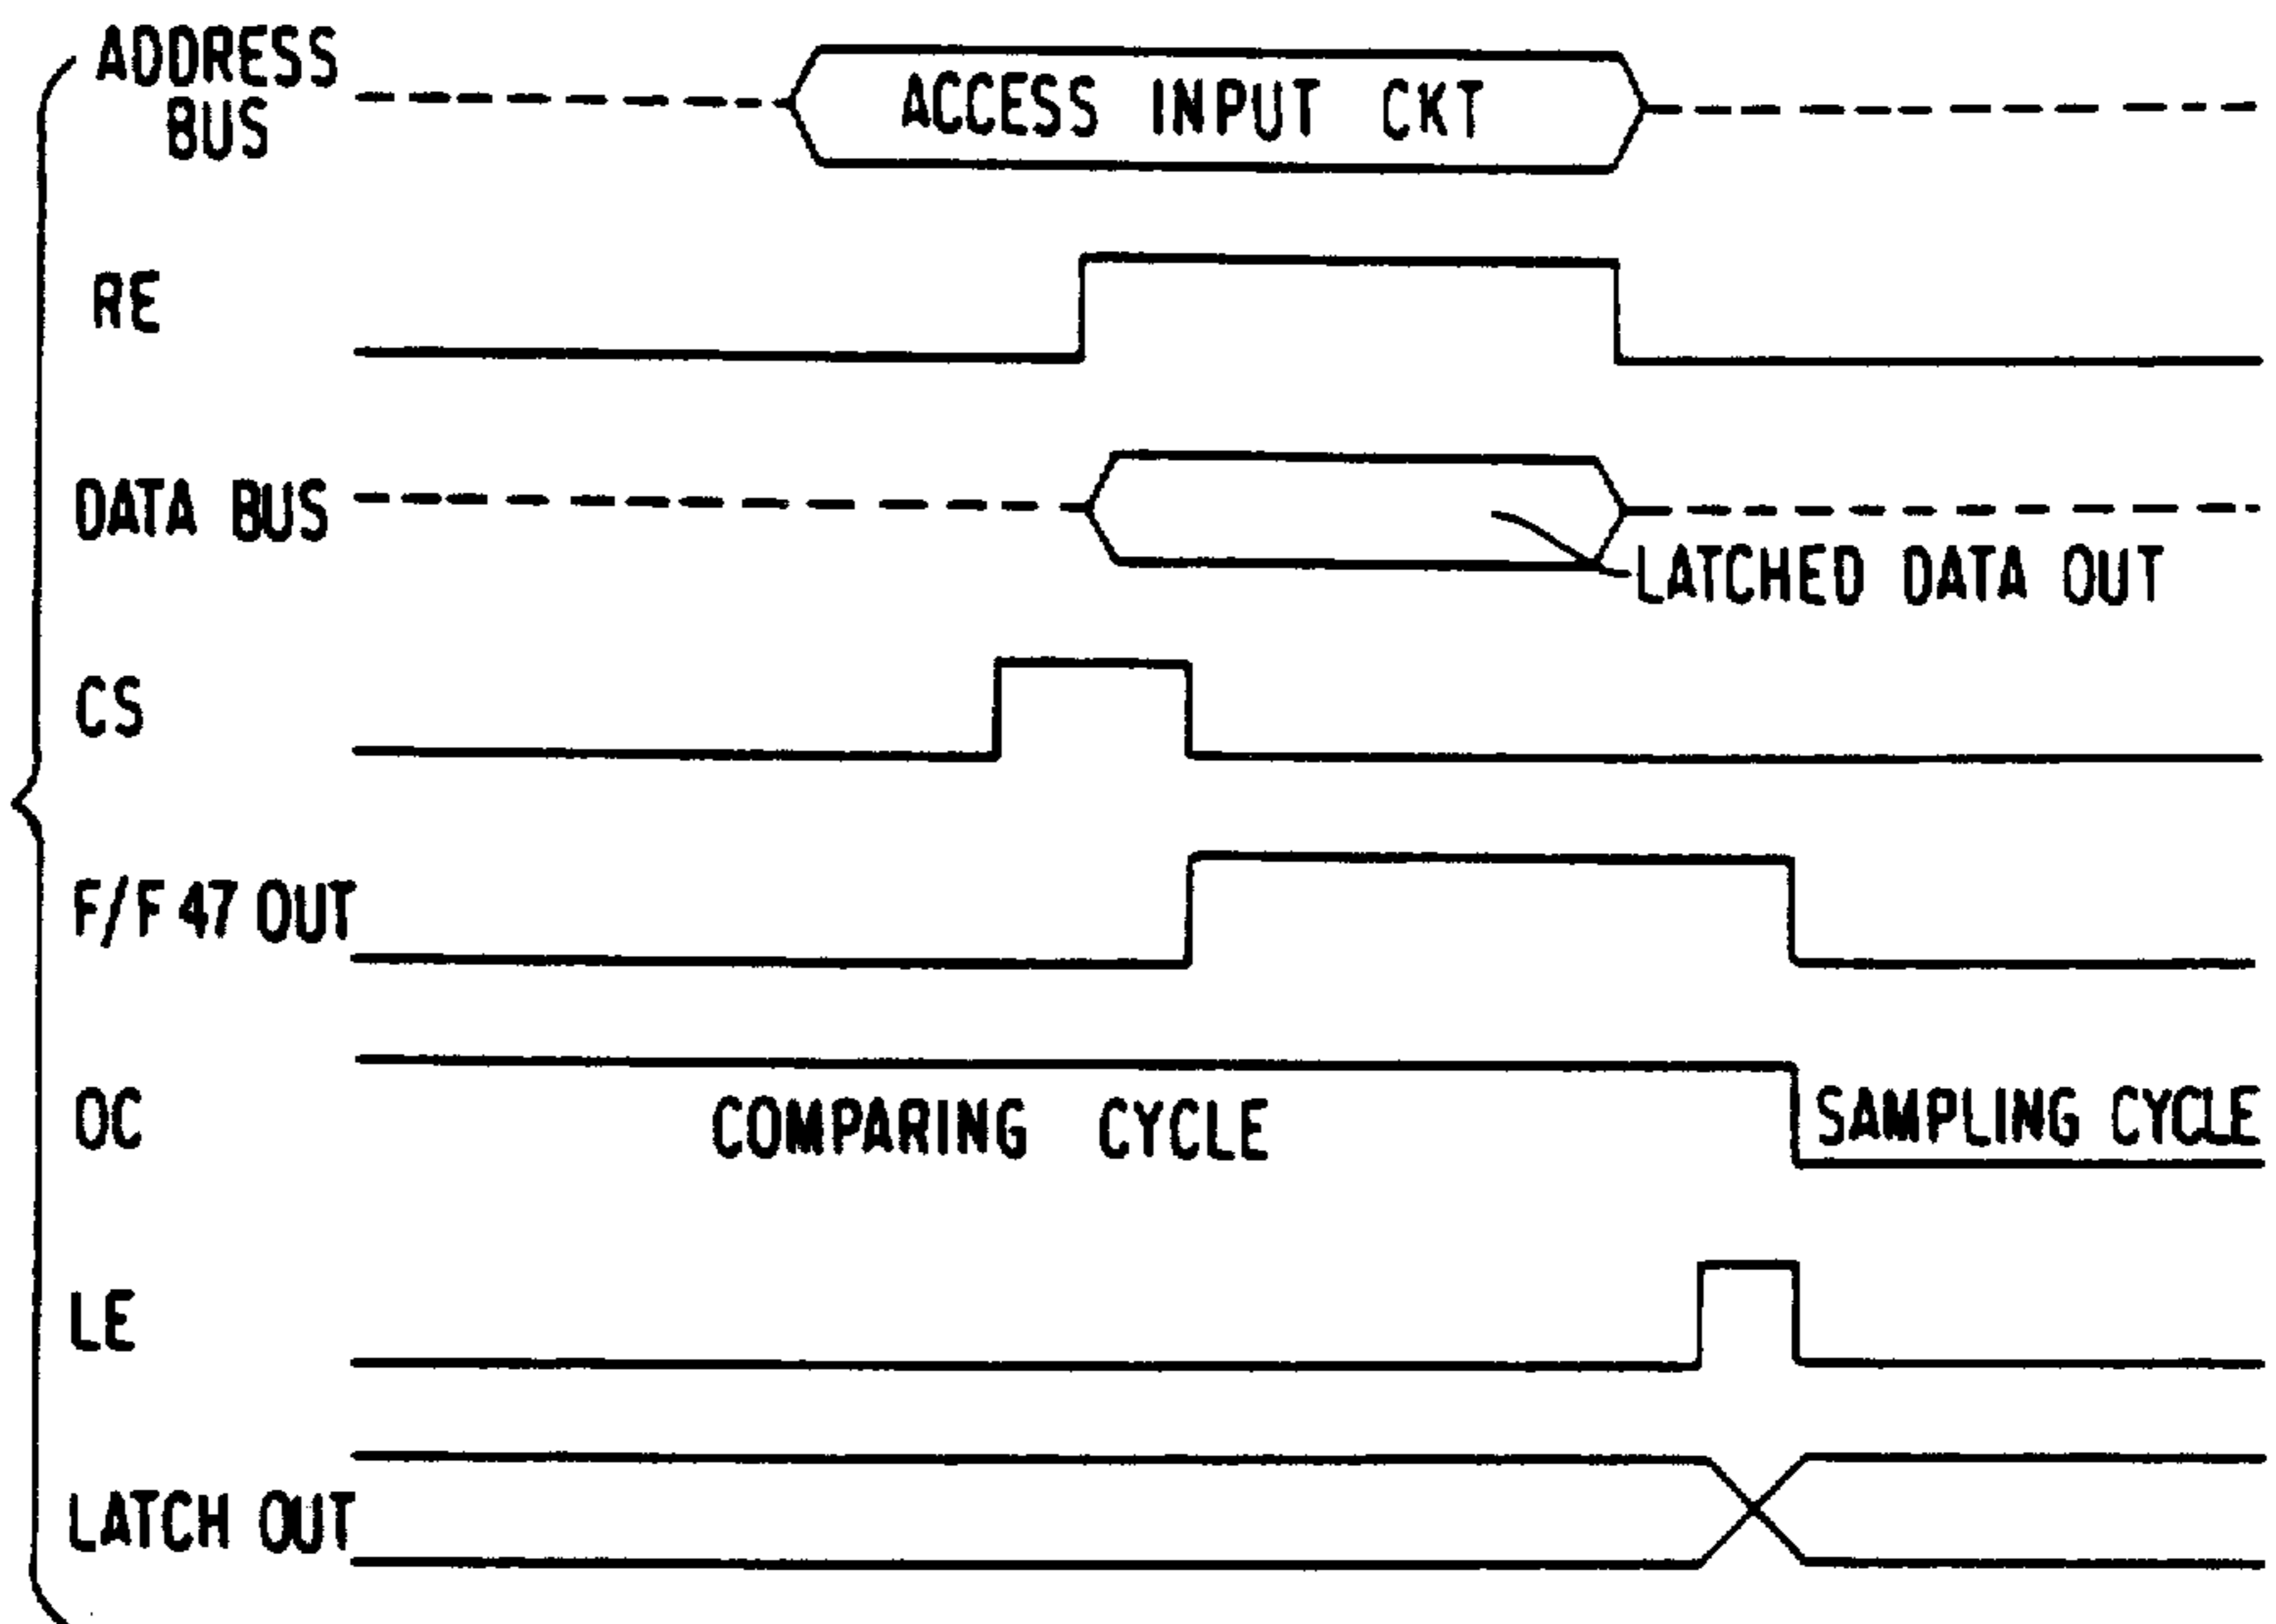 ADDRESS
BUS
ACCESS INPUT CKT
RE
DATA BUS
LATCHED DATA OUT
CS
F/F 47 OUT
OC
COMPARING CYCLE
SAMPLING CYCLE
LE
LATCH OUT